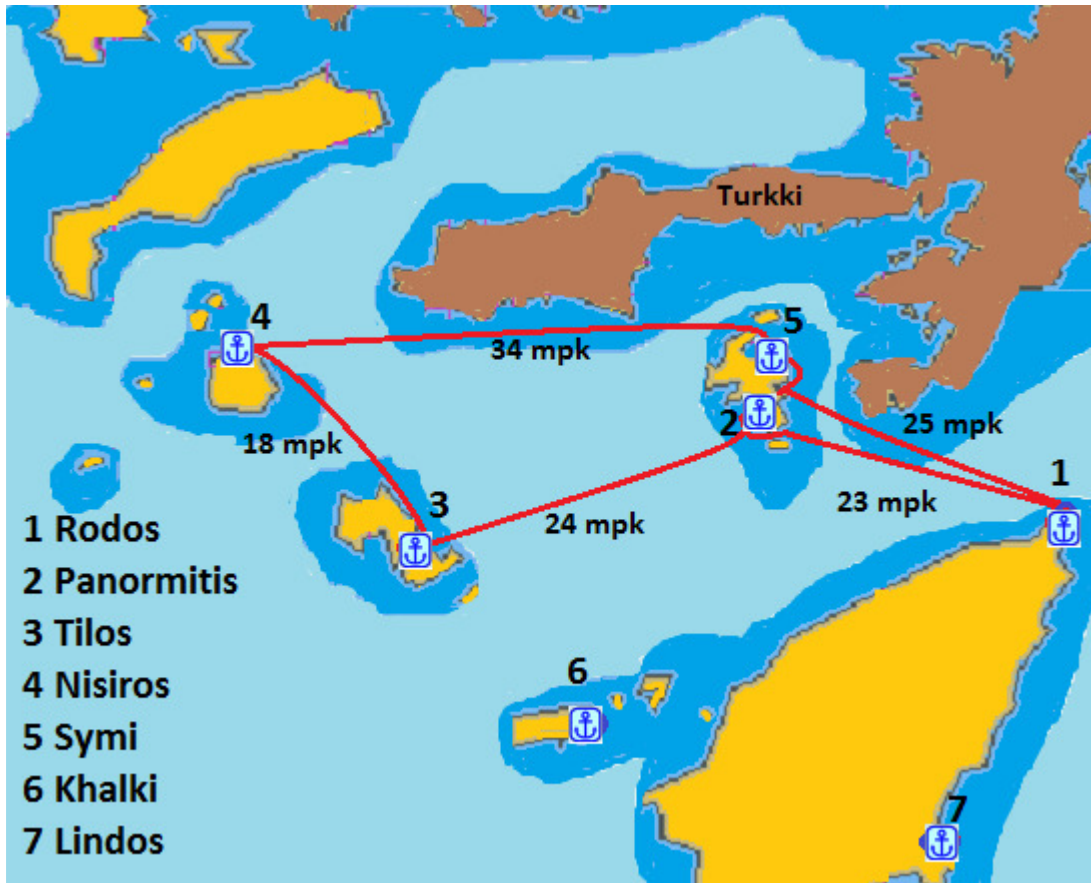 Turkki
4
5
34 mpk
2
25 mpk
18 mpk
1
3
23 mpk
24 mpk
1 Rodos
2 Panormitis
3 Tilos
4 Nisiros
6
5 Symi
6 Khalki
7
7 Lindos